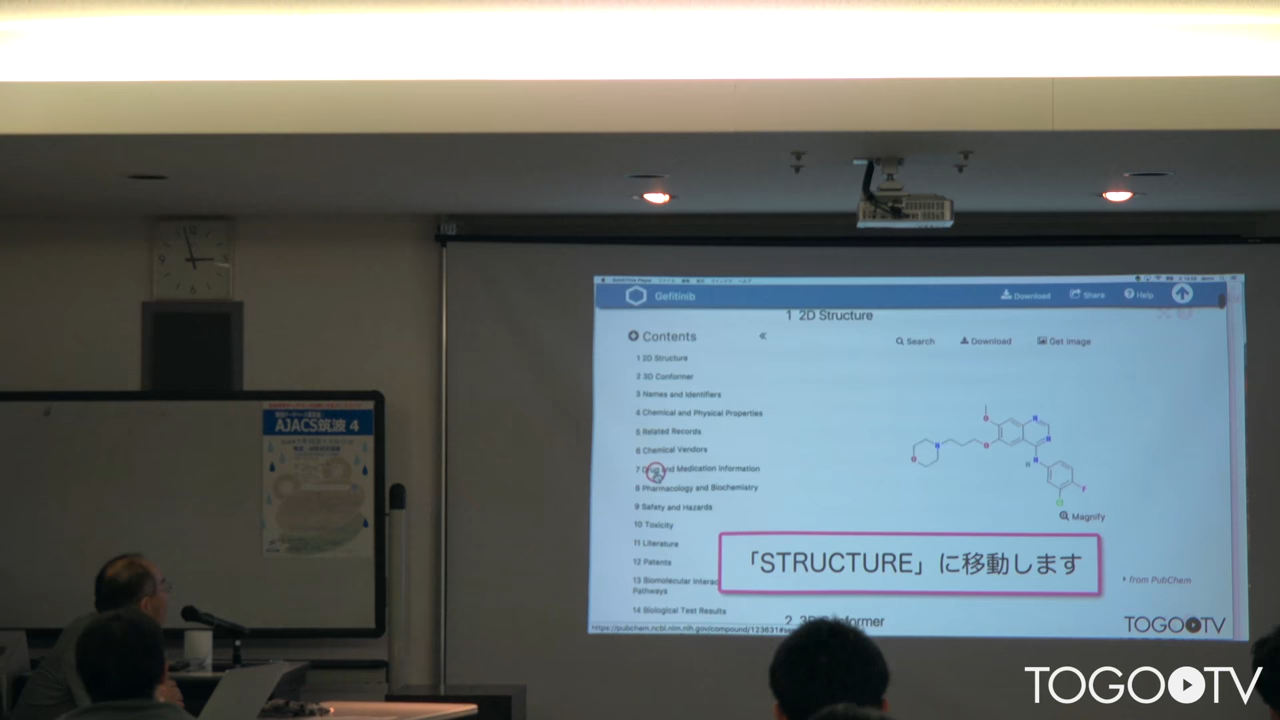 AJACS筑波 4
Gefitinib
Download
Share
Help
1 2D Structure
Contents
Search
Download
Get Image
1 2D Structure
2 3D Conformer
3 Names and Identifiers
4 Chemical and Physical Properties
5 Related Records
6 Chemical Vendors
7 Drug and Medication Information
8 Pharmacology and Biochemistry
9 Safety and Hazards
10 Toxicity
11 Literature
12 Patents
13 Biomolecular Interac
Pathways
14 Biological Test Results
Magnify
「STRUCTURE」に移動します
from PubChem
TOGOTV
TOGOTV